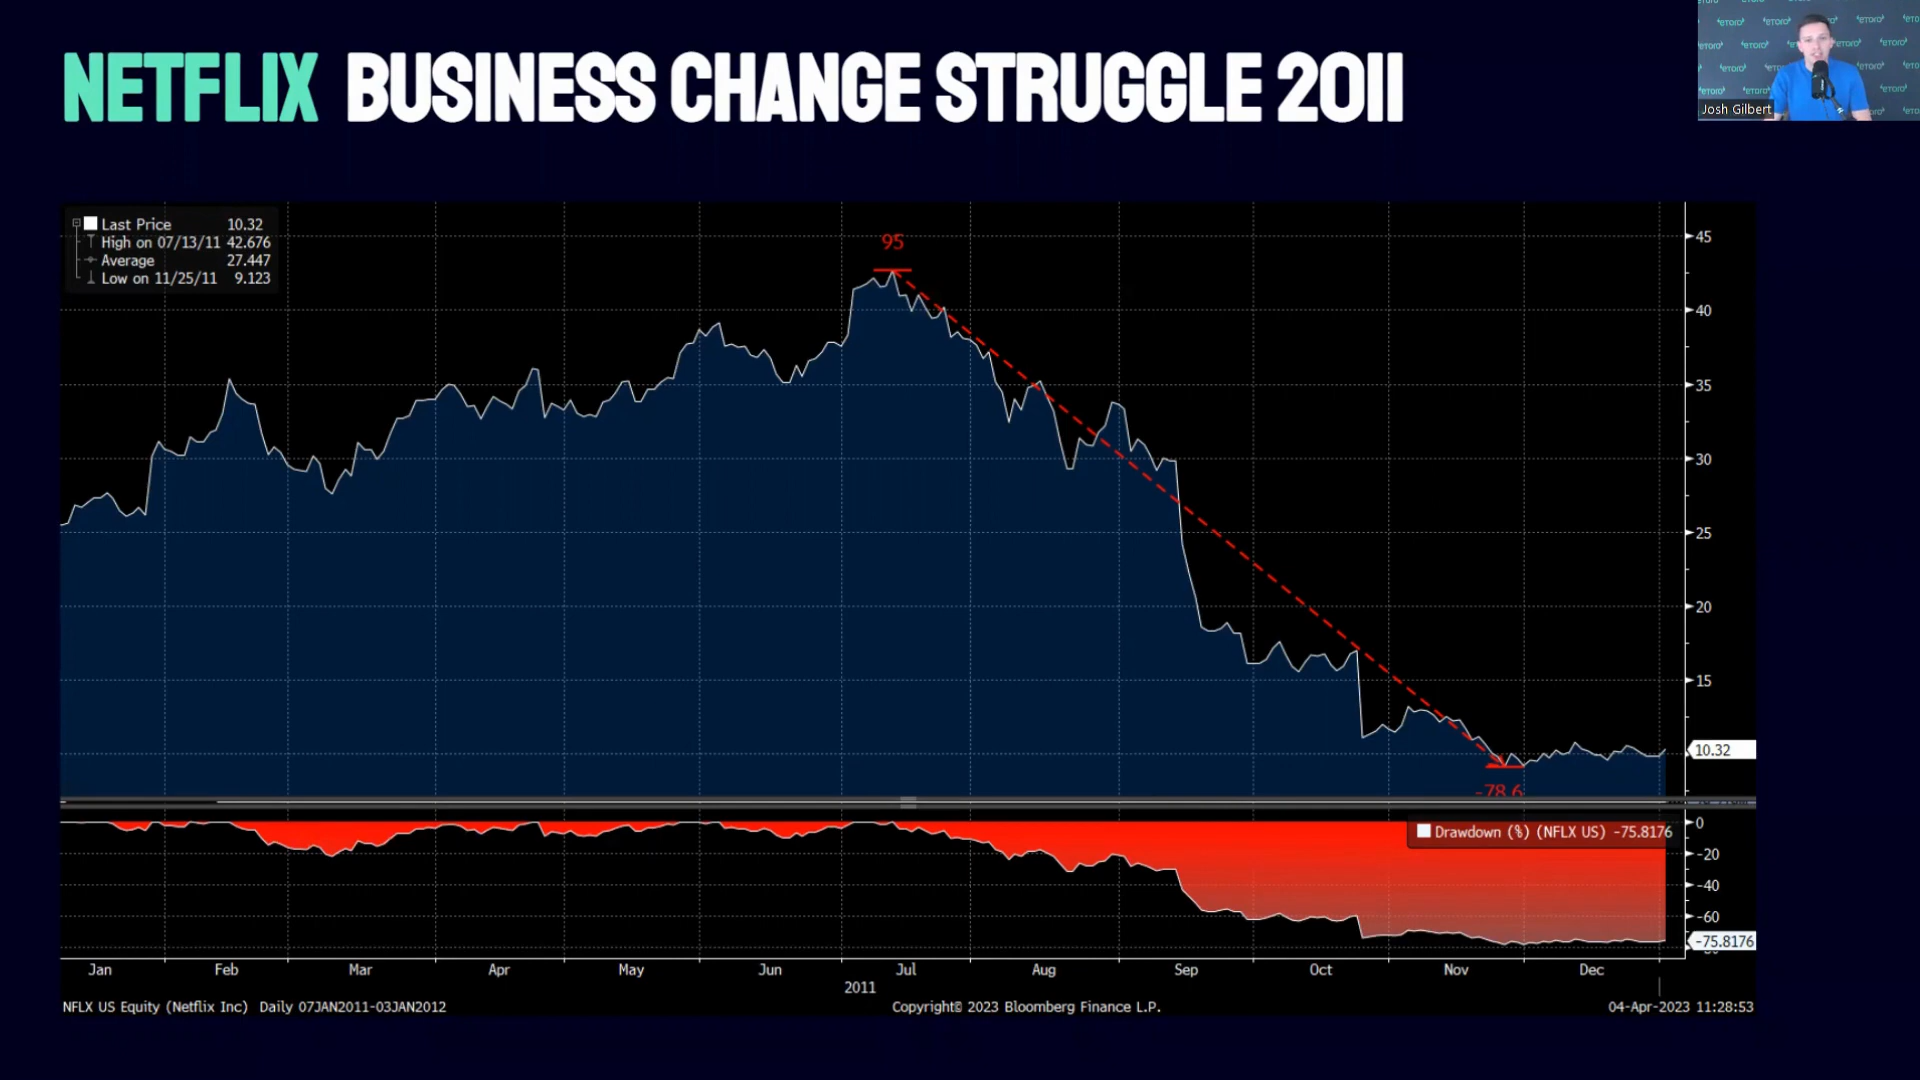 NETFLIX BUSINESS CHANGE STRUGGLE 2011
Josh Gilbert
eToro
Last Price 10.32
High on 07/13/11 42.676
Average 27.447
Low on 11/25/11 9.123
95
-78.6
45
40
35
30
25
20
15
10.32
Drawdown (%) (NFLX US) -75.8176
0
-20
-40
-60
-75.8176
Jan Feb Mar Apr May Jun Jul Aug Sep Oct Nov Dec
2011
NFLX US Equity (Netflix Inc) Daily 07JAN2011-03JAN2012
Copyright© 2023 Bloomberg Finance L.P.
04-Apr-2023 11:28:53